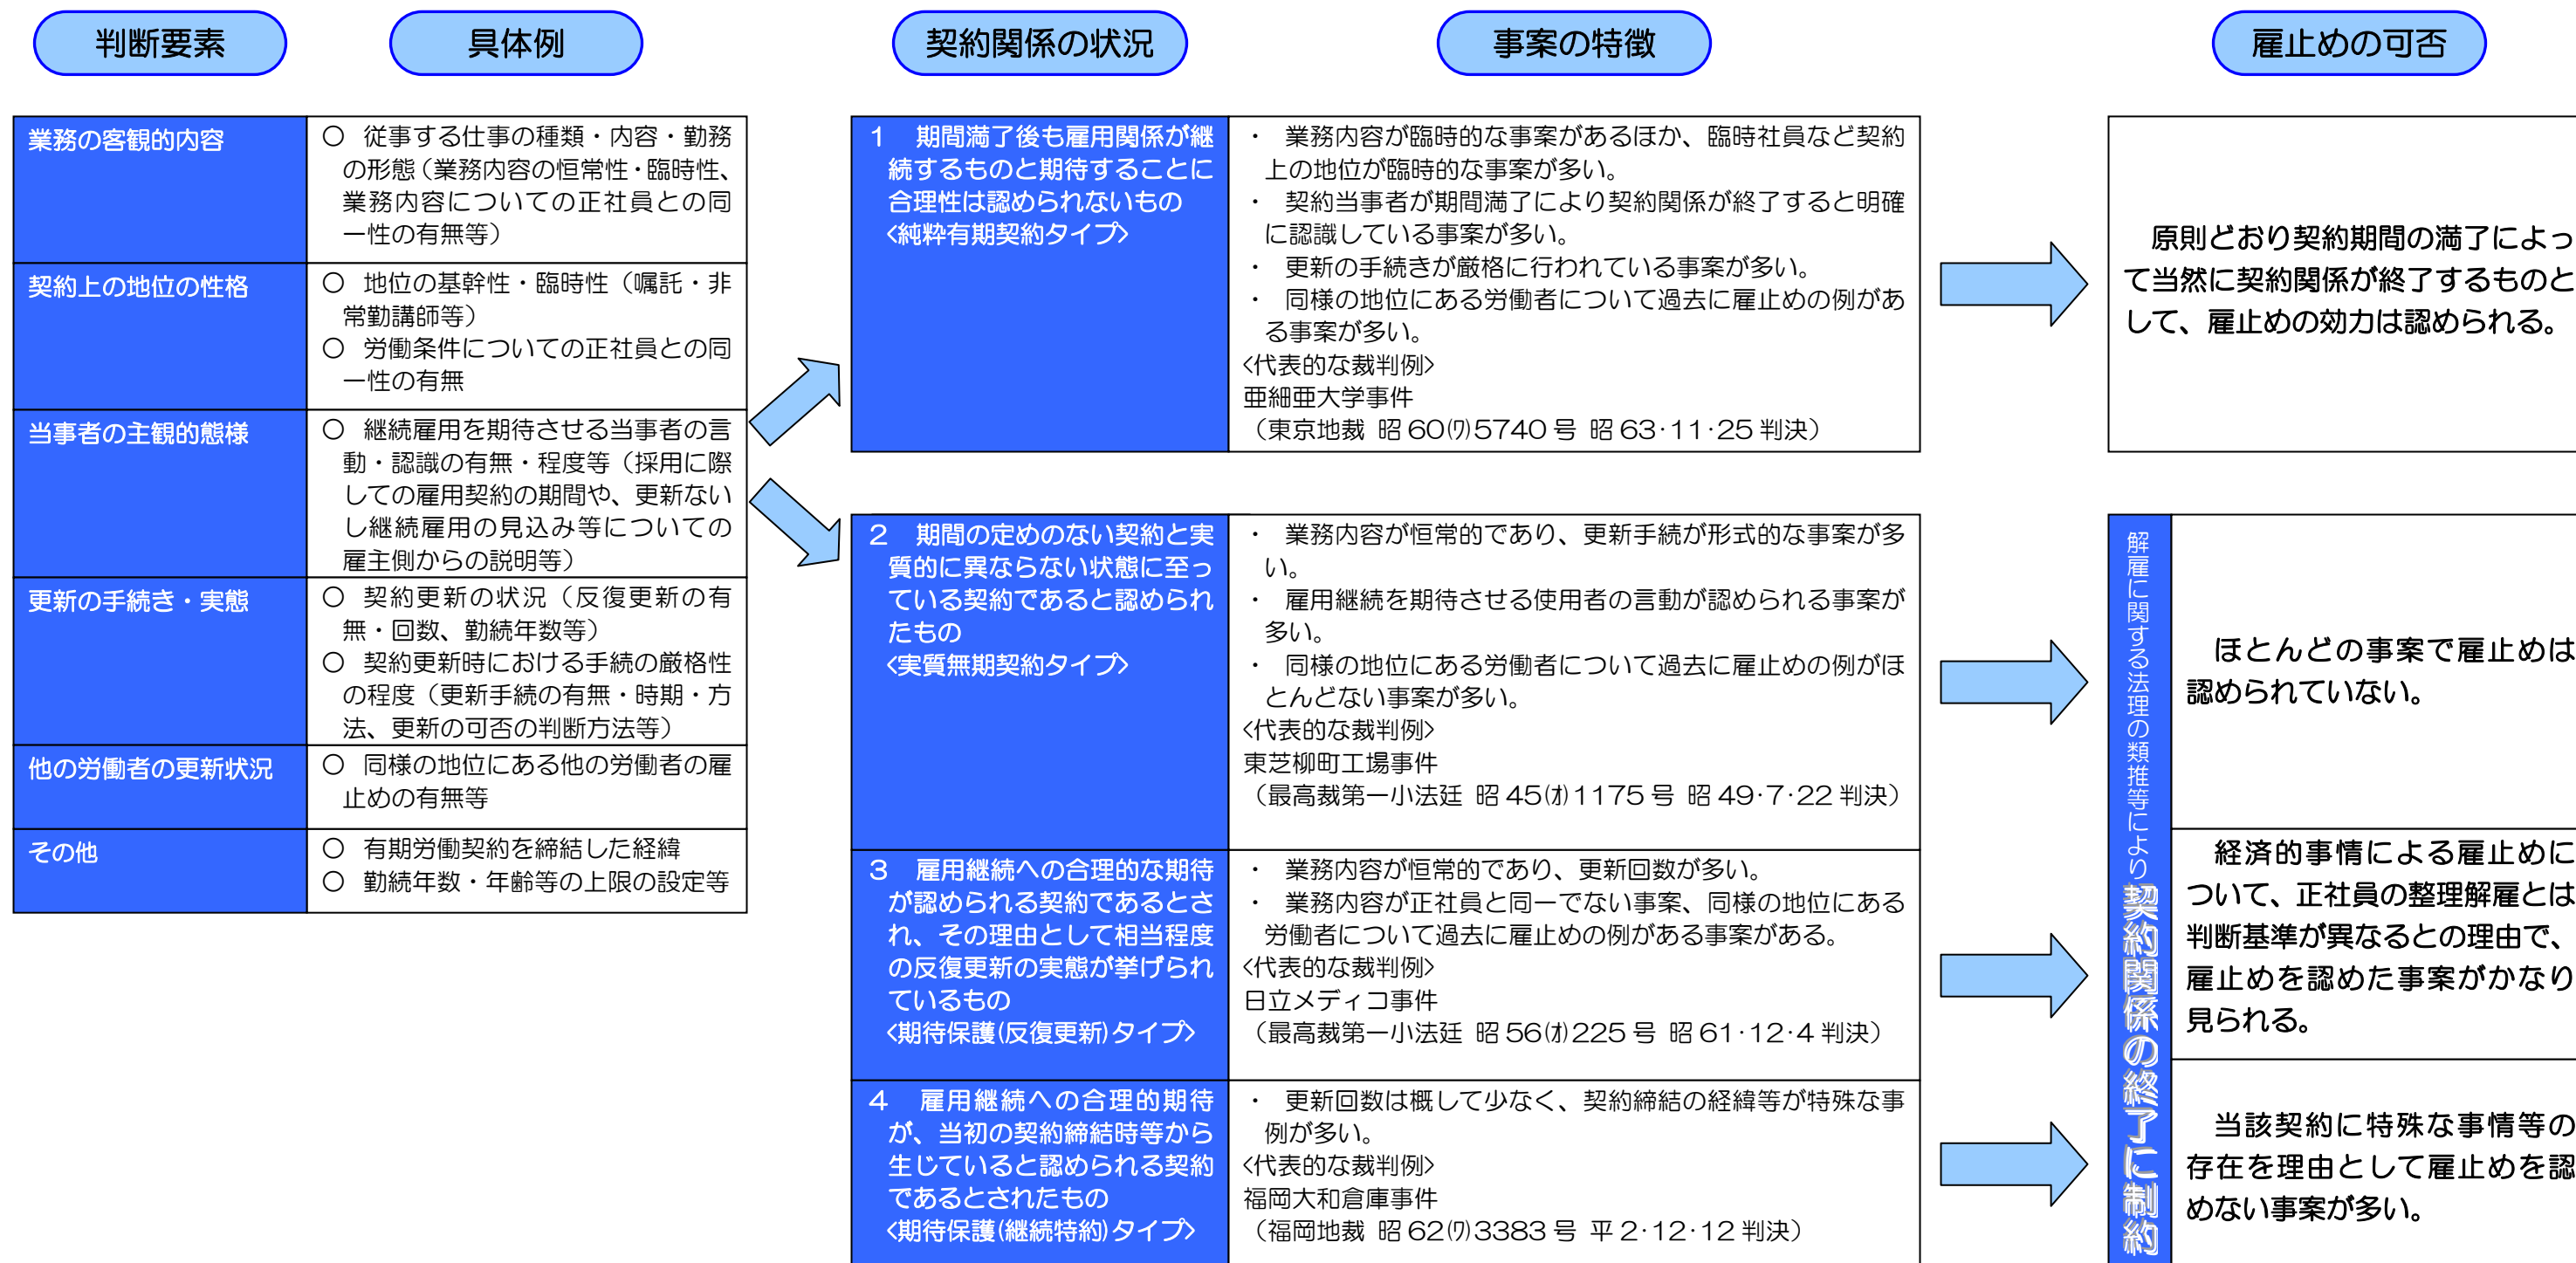 判断要素
具体例
契約関係の状況
事案の特徴
雇止めの可否
業務の客観的内容
○ 従事する仕事の種類・内容・勤務
の形態(業務内容の恒常性・臨時性、
業務内容についての正社員との同
一性の有無等)
契約上の地位の性格
○ 地位の基幹性・臨時性(嘱託・非
常勤講師等)
○ 労働条件についての正社員との同
一性の有無
当事者の主観的態様
○ 継続雇用を期待させる当事者の言
動・認識の有無・程度等(採用に際
しての雇用契約の期間や、更新ない
し継続雇用の見込み等についての
雇主側からの説明等)
更新の手続き・実態
○ 契約更新の状況(反復更新の有
無・回数、勤続年数等)
○ 契約更新時における手続の厳格性
の程度(更新手続の有無・時期・方
法、更新の可否の判断方法等)
他の労働者の更新状況
○ 同様の地位にある他の労働者の雇
止めの有無等
その他
○ 有期労働契約を締結した経緯
○ 勤続年数・年齢等の上限の設定等
1 期間満了後も雇用関係が継
続するものと期待することに
合理性は認められないもの
<純粋有期契約タイプ>
・ 業務内容が臨時的な事案があるほか、臨時社員など契約
上の地位が臨時的な事案が多い。
・ 契約当事者が期間満了により契約関係が終了すると明確
に認識している事案が多い。
・ 更新の手続きが厳格に行われている事案が多い。
・ 同様の地位にある労働者について過去に雇止めの例があ
る事案が多い。
<代表的な裁判例>
亜細亜大学事件
(東京地裁 昭60(ワ)5740号 昭63・11・25判決)
原則どおり契約期間の満了によっ
て当然に契約関係が終了するものと
して、雇止めの効力は認められる。
2 期間の定めのない契約と実
質的に異ならない状態に至っ
ている契約であると認められ
たもの
<実質無期契約タイプ>
・ 業務内容が恒常的であり、更新手続が形式的な事案が多
い。
・ 雇用継続を期待させる使用者の言動が認められる事案が
多い。
・ 同様の地位にある労働者について過去に雇止めの例がほ
とんどない事案が多い。
<代表的な裁判例>
東芝柳町工場事件
(最高裁第一小法廷 昭45(オ)1175号 昭49・7・22判決)
解雇に関する法理の類推等により契約関係の終了に制約
ほとんどの事案で雇止めは
認められていない。
3 雇用継続への合理的な期待
が認められる契約であるとさ
れ、その理由として相当程度
の反復更新の実態が挙げられ
ているもの
<期待保護(反復更新)タイプ>
・ 業務内容が恒常的であり、更新回数が多い。
・ 業務内容が正社員と同一でない事案、同様の地位にある
労働者について過去に雇止めの例がある事案がある。
<代表的な裁判例>
日立メディコ事件
(最高裁第一小法廷 昭56(オ)225号 昭61・12・4判決)
経済的事情による雇止めに
ついて、正社員の整理解雇とは
判断基準が異なるとの理由で、
雇止めを認めた事案がかなり
見られる。
4 雇用継続への合理的期待
が、当初の契約締結時等から
生じていると認められる契約
であるとされたもの
<期待保護(継続特約)タイプ>
・ 更新回数は概して少なく、契約締結の経緯等が特殊な事
例が多い。
<代表的な裁判例>
福岡大和倉庫事件
(福岡地裁 昭62(ワ)3383号 平2・12・12判決)
当該契約に特殊な事情等の
存在を理由として雇止めを認
めない事案が多い。